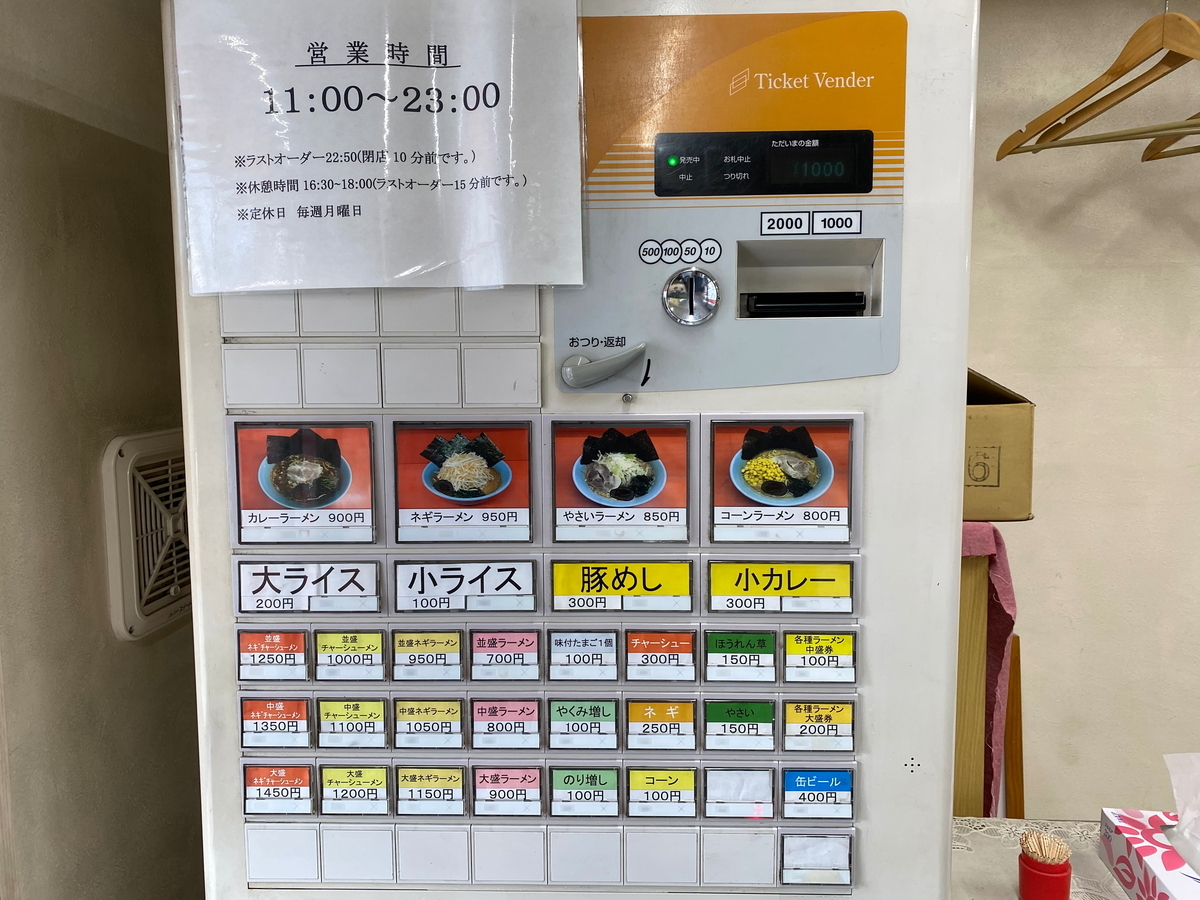 営業時間
11:00～23:00
※ラストオーダー22:50(閉店 10 分前です。)
※休憩時間 16:30~18:00(ラストオーダー15 分前です。)
※定休日 毎週月曜日
Ticket Vender
ただいまの金額
発売中 お札中止
中止 つり切れ
¥1000
2000 1000
500 100 50 10
おつり・返却
カレーラーメン 900円
ネギラーメン 950円
やさいラーメン 850円
コーンラーメン 800円
大ライス
200円
小ライス
100円
豚めし
300円
小カレー
300円
並盛
ネギチャーシューメン
1250円
並盛
チャーシューメン
1000円
並盛ネギラーメン
950円
並盛ラーメン
700円
味付たまご1個
100円
チャーシュー
300円
ほうれん草
150円
各種ラーメン
中盛券
100円
中盛
ネギチャーシューメン
1350円
中盛
チャーシューメン
1100円
中盛ネギラーメン
1050円
中盛ラーメン
800円
やくみ増し
100円
ネギ
250円
やさい
150円
各種ラーメン
大盛券
200円
大盛
ネギチャーシューメン
1450円
大盛
チャーシューメン
1200円
大盛ネギラーメン
1150円
大盛ラーメン
900円
のり増し
100円
コーン
100円
缶ビール
400円